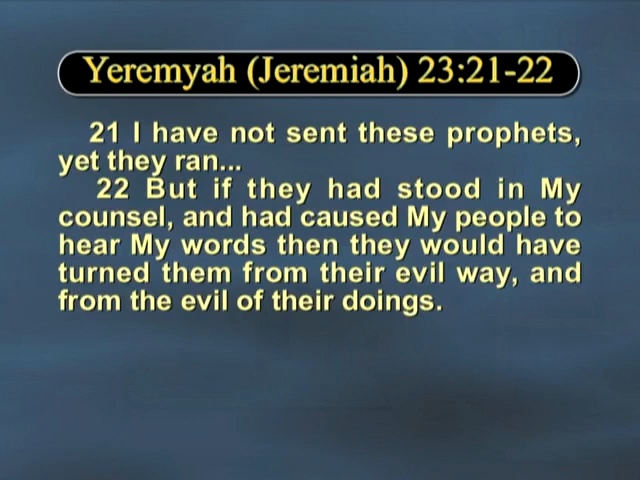 Yeremyah (Jeremiah) 23:21-22
21 I have not sent these prophets,
yet they ran...
22 But if they had stood in My
counsel, and had caused My people to
hear My words then they would have
turned them from their evil way, and
from the evil of their doings.